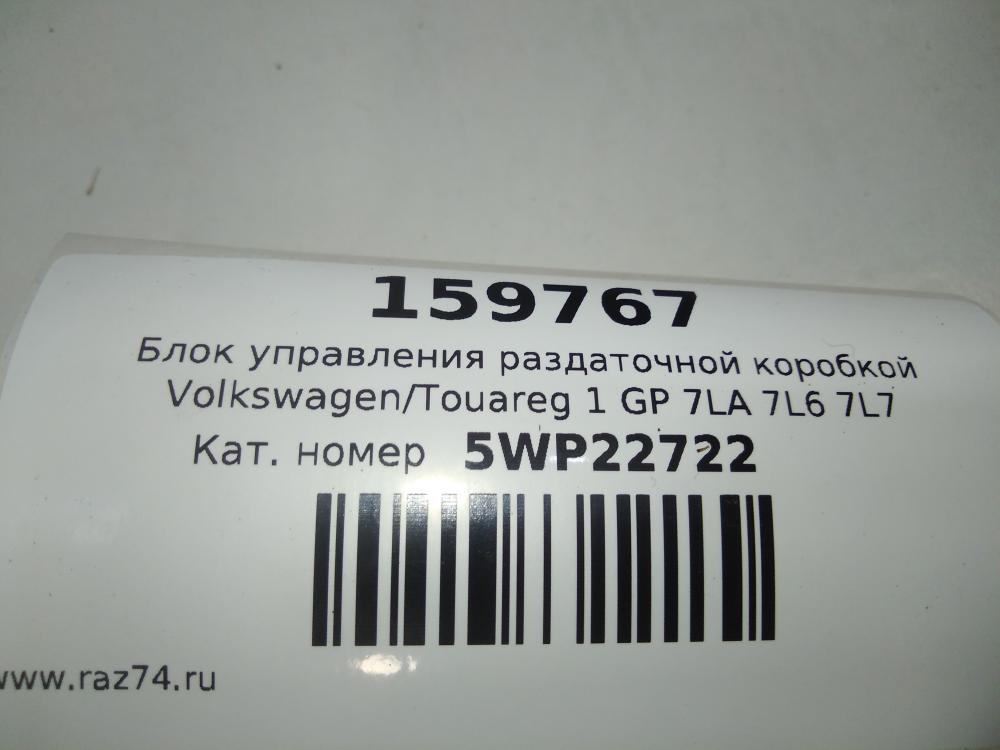 159767
Блок управления раздаточной коробкой
Volkswagen/Touareg 1 GP 7LA 7L6 7L7
Кат. номер 5WP22722
www.raz74.ru